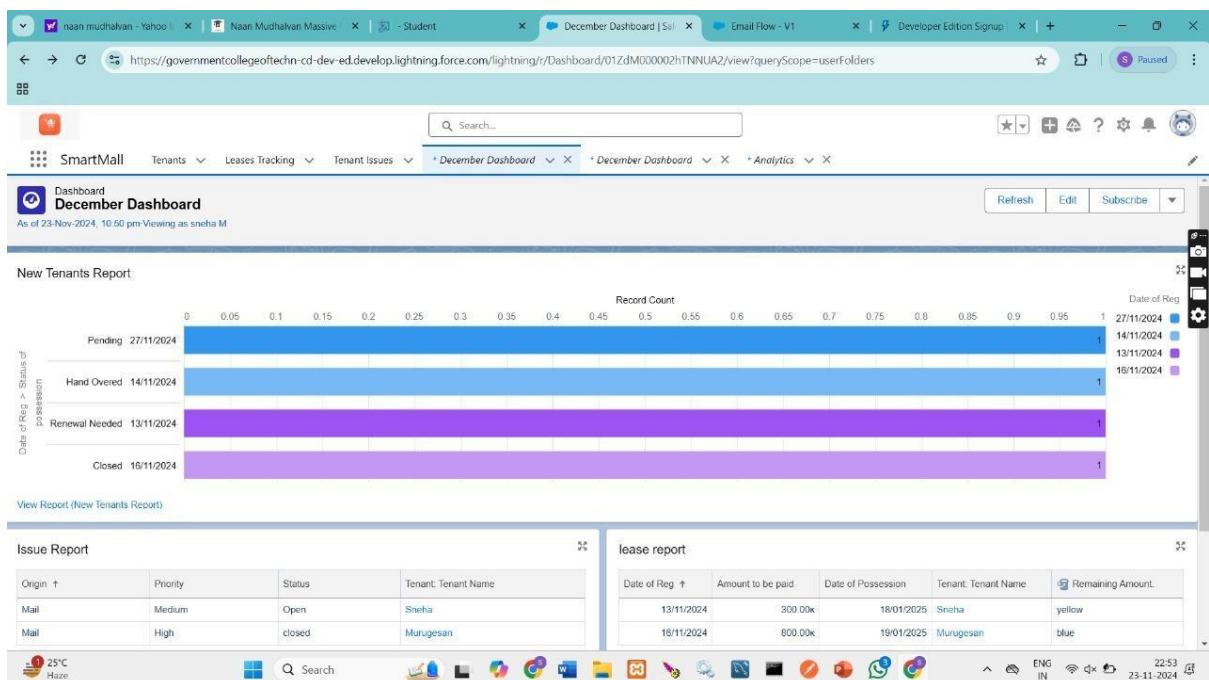 naan mudhalvan - Yahoo
Naan Mudhalvan Massive
- Student
December Dashboard | Sal
Email Flow - V1
Developer Edition Signup
https://governmentcollegeoftechn-cd-dev-ed.develop.lightning.force.com/lightning/r/Dashboard/01ZdM000002hTNNUA2/view?queryScope=userFolders
S Paused
Search...
SmartMall Tenants Leases Tracking Tenant Issues * December Dashboard * December Dashboard * Analytics
Dashboard
December Dashboard
As of 23-Nov-2024, 10:50 pm·Viewing as sneha M
Refresh Edit Subscribe
New Tenants Report
Record Count
0 0.05 0.1 0.15 0.2 0.25 0.3 0.35 0.4 0.45 0.5 0.55 0.6 0.65 0.7 0.75 0.8 0.85 0.9 0.95 1
Date of Reg > Status of possession
Pending 27/11/2024 1
Hand Overed 14/11/2024 1
Renewal Needed 13/11/2024 1
Closed 16/11/2024 1
Date of Reg
27/11/2024
14/11/2024
13/11/2024
16/11/2024
View Report (New Tenants Report)
Issue Report
Origin ↑ Priority Status Tenant: Tenant Name
Mail Medium Open Sneha
Mail High closed Murugesan
lease report
Date of Reg ↑ Amount to be paid Date of Possession Tenant: Tenant Name Remaining Amount.
13/11/2024 300.00K 18/01/2025 Sneha yellow
16/11/2024 800.00K 19/01/2025 Murugesan blue
1
25°C
Haze
Search
3
ENG
IN
22:53
23-11-2024